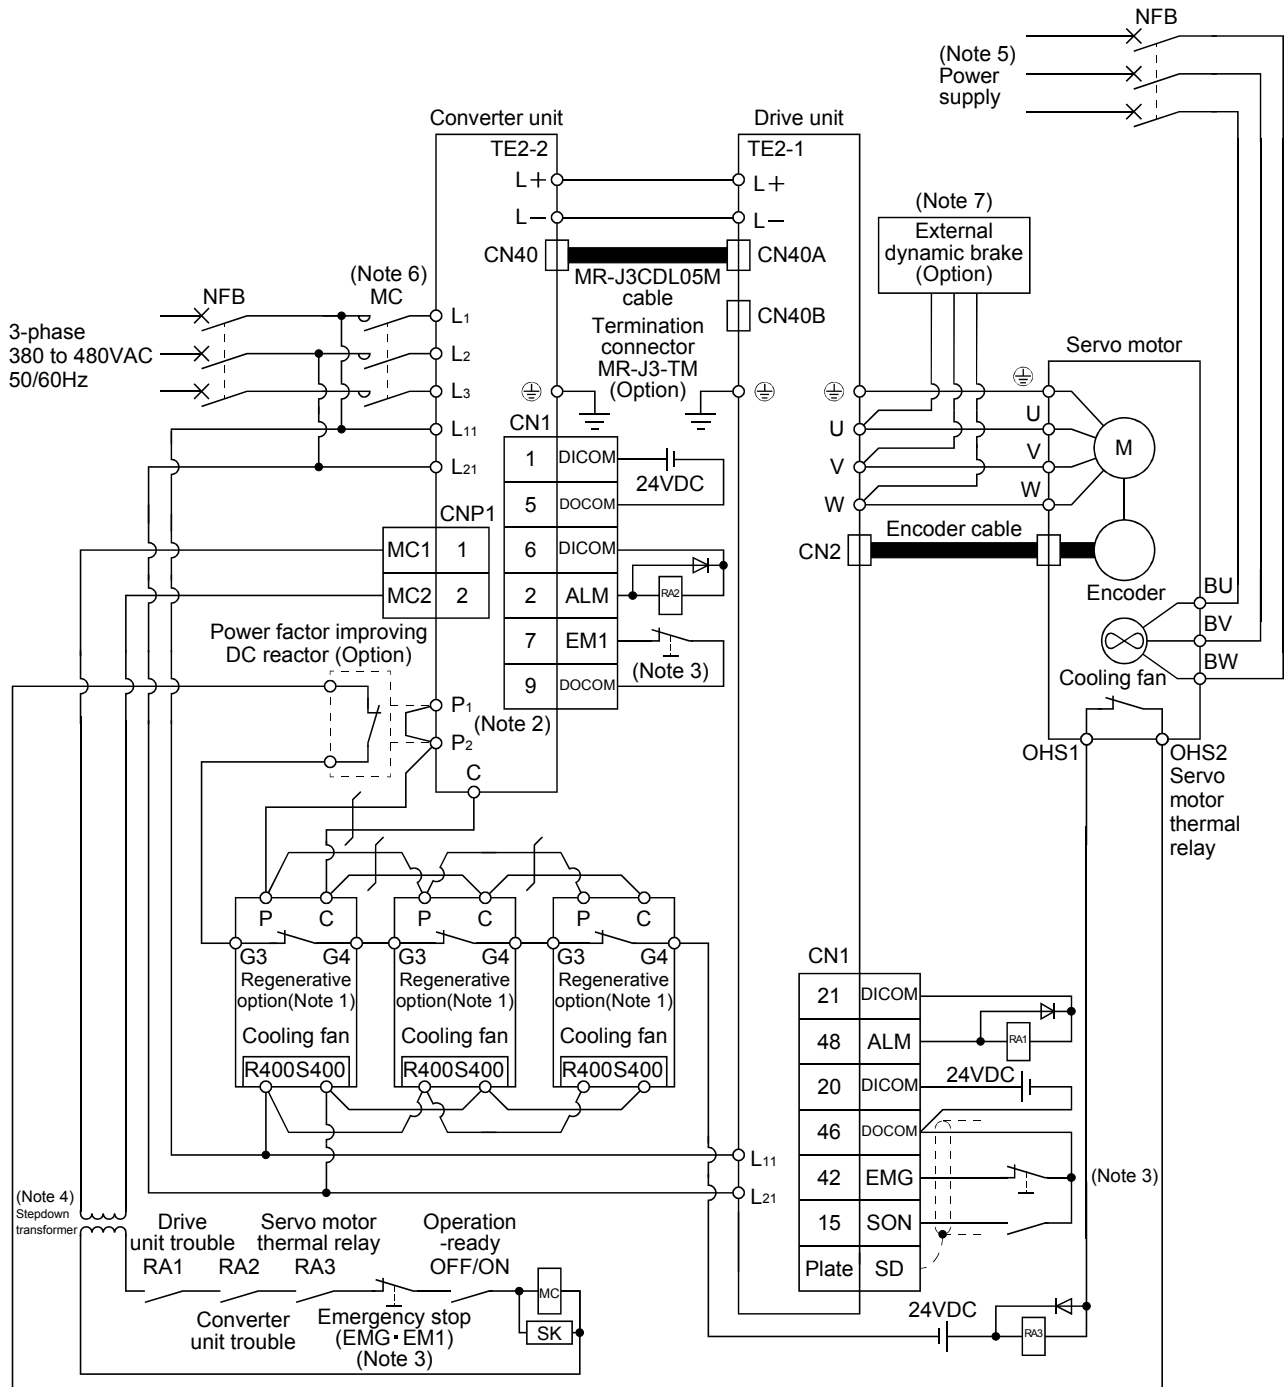 NFB
(Note 5)
Power
supply
Converter unit
Drive unit
TE2-2
TE2-1
L+
L+
L−
L−
(Note 7)
External
dynamic brake
(Option)
CN40
CN40A
MR-J3CDL05M
cable
CN40B
Termination
connector
MR-J3-TM
(Option)
(Note 6)
MC
NFB
3-phase
380 to 480VAC
50/60Hz
L1
L2
L3
L11
L21
Servo motor
U
V
W
U
V
W
M
CN1
1 DICOM
5 DOCOM
6 DICOM
2 ALM
7 EM1
9 DOCOM
24VDC
RA2
(Note 3)
(Note 2)
CNP1
MC1 1
MC2 2
CN2
Encoder cable
Encoder
BU
BV
BW
Cooling fan
OHS1
OHS2
Servo
motor
thermal
relay
Power factor improving
DC reactor (Option)
P1
P2
C
P C
P C
P C
G3 G4
G3 G4
G3 G4
Regenerative
option(Note 1)
Regenerative
option(Note 1)
Regenerative
option(Note 1)
Cooling fan
Cooling fan
Cooling fan
R400S400
R400S400
R400S400
CN1
21 DICOM
48 ALM
20 DICOM
46 DOCOM
42 EMG
15 SON
Plate SD
RA1
24VDC
(Note 3)
L11
L21
(Note 4)
Stepdown
transformer
Drive
unit trouble
RA1
RA2
Converter
unit trouble
Servo motor
thermal relay
RA3
Emergency stop
(EMG·EM1)
(Note 3)
Operation
-ready
OFF/ON
MC
SK
24VDC
RA3